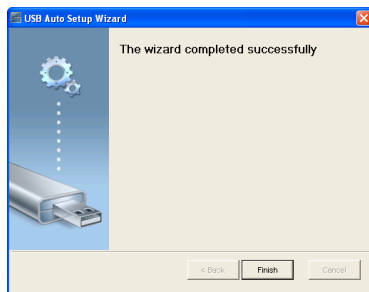 USB Auto Setup Wizard
The wizard completed successfully
< Back
Finish
Cancel